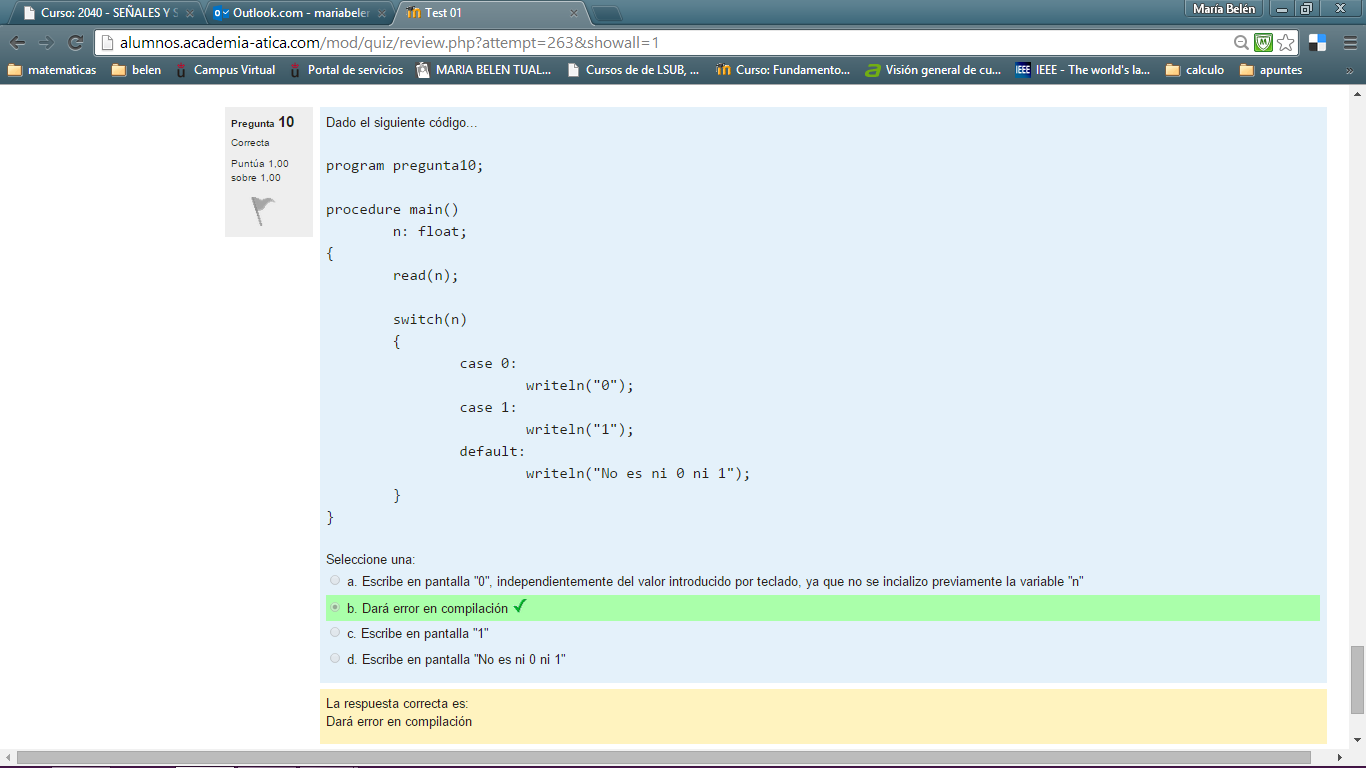 Curso: 2040 - SEÑALES Y S
Outlook.com - mariabelen
Test 01
María Belén
alumnos.academia-atica.com/mod/quiz/review.php?attempt=263&showall=1
matematicas
belen
Campus Virtual
Portal de servicios
MARIA BELEN TUAL...
Cursos de de LSUB, ...
Curso: Fundamento...
Visión general de cu...
IEEE
IEEE - The world's la...
calculo
apuntes
»
Pregunta 10
Correcta
Puntúa 1,00
sobre 1,00
Dado el siguiente código...
program pregunta10;
procedure main()
n: float;
{
read(n);
switch(n)
{
case 0:
writeln("0");
case 1:
writeln("1");
default:
writeln("No es ni 0 ni 1");
}
}
Seleccione una:
a. Escribe en pantalla "0", independientemente del valor introducido por teclado, ya que no se incializo previamente la variable "n"
b. Dará error en compilación
c. Escribe en pantalla "1"
d. Escribe en pantalla "No es ni 0 ni 1"
La respuesta correcta es:
Dará error en compilación